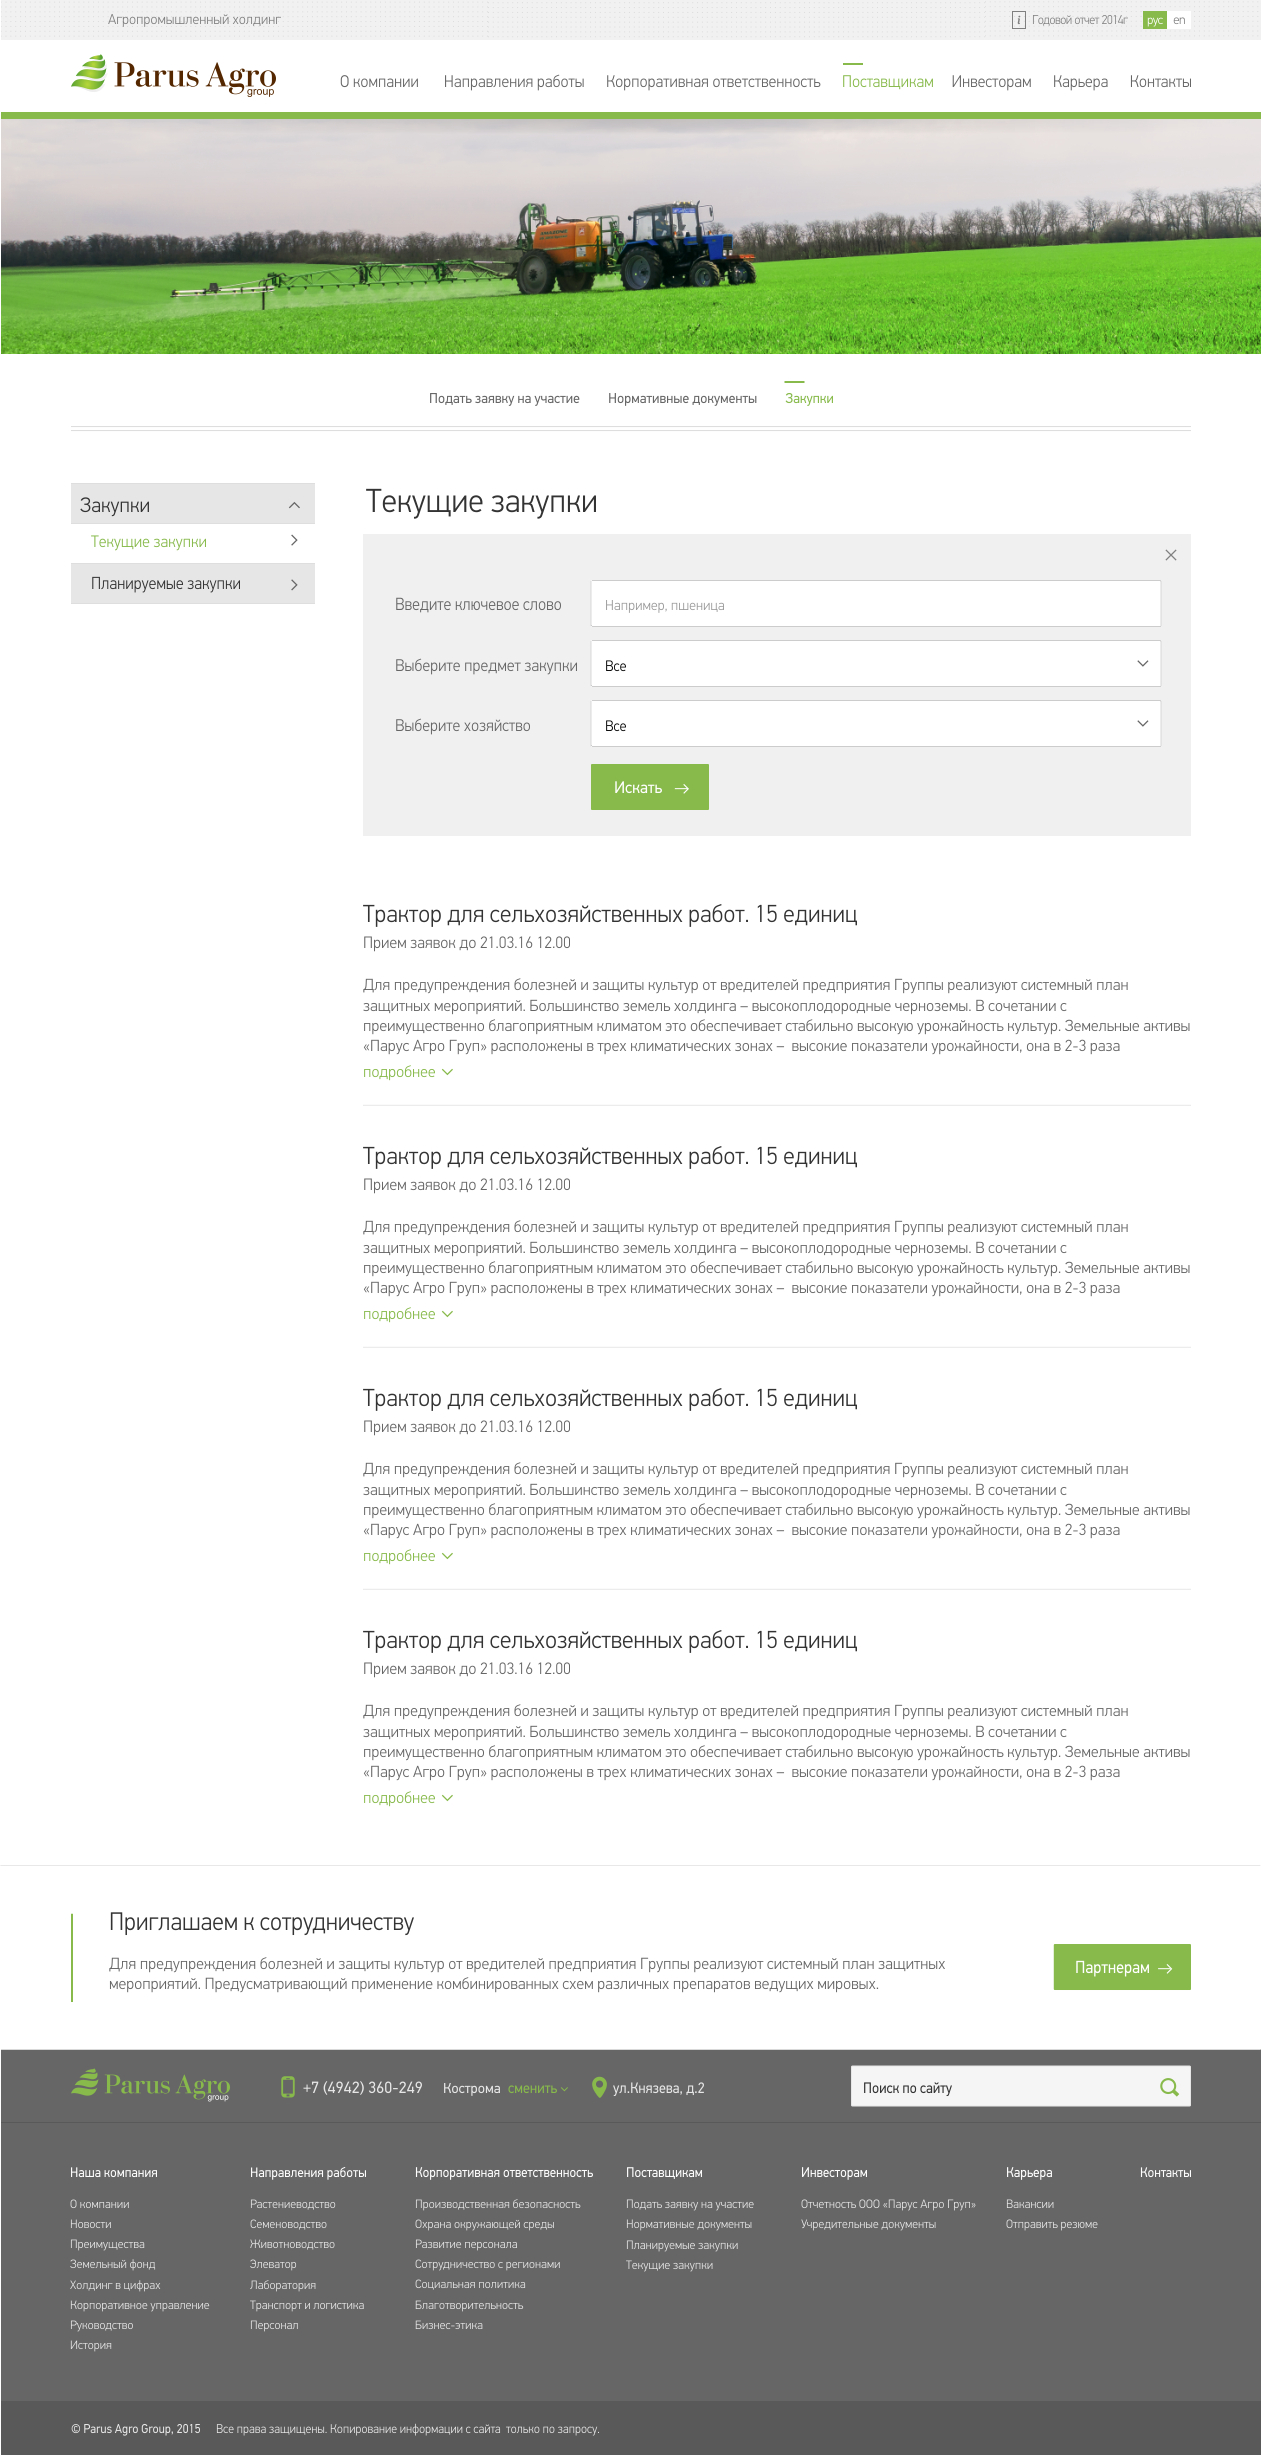 Агропромышленный холдинг
i Годовой отчет 2014г рус en
Parus Agro group
О компании Направления работы Корпоративная ответственность Поставщикам Инвесторам Карьера Контакты
Подать заявку на участие Нормативные документы Закупки
Закупки
Текущие закупки
Планируемые закупки
Текущие закупки
Введите ключевое слово Например, пшеница
Выберите предмет закупки Все
Выберите хозяйство Все
Искать
Трактор для сельхозяйственных работ. 15 единиц
Прием заявок до 21.03.16 12.00
Для предупреждения болезней и защиты культур от вредителей предприятия Группы реализуют системный план
защитных мероприятий. Большинство земель холдинга – высокоплодородные черноземы. В сочетании с
преимущественно благоприятным климатом это обеспечивает стабильно высокую урожайность культур. Земельные активы
«Парус Агро Груп» расположены в трех климатических зонах – высокие показатели урожайности, она в 2-3 раза
подробнее
Трактор для сельхозяйственных работ. 15 единиц
Прием заявок до 21.03.16 12.00
Для предупреждения болезней и защиты культур от вредителей предприятия Группы реализуют системный план
защитных мероприятий. Большинство земель холдинга – высокоплодородные черноземы. В сочетании с
преимущественно благоприятным климатом это обеспечивает стабильно высокую урожайность культур. Земельные активы
«Парус Агро Груп» расположены в трех климатических зонах – высокие показатели урожайности, она в 2-3 раза
подробнее
Трактор для сельхозяйственных работ. 15 единиц
Прием заявок до 21.03.16 12.00
Для предупреждения болезней и защиты культур от вредителей предприятия Группы реализуют системный план
защитных мероприятий. Большинство земель холдинга – высокоплодородные черноземы. В сочетании с
преимущественно благоприятным климатом это обеспечивает стабильно высокую урожайность культур. Земельные активы
«Парус Агро Груп» расположены в трех климатических зонах – высокие показатели урожайности, она в 2-3 раза
подробнее
Трактор для сельхозяйственных работ. 15 единиц
Прием заявок до 21.03.16 12.00
Для предупреждения болезней и защиты культур от вредителей предприятия Группы реализуют системный план
защитных мероприятий. Большинство земель холдинга – высокоплодородные черноземы. В сочетании с
преимущественно благоприятным климатом это обеспечивает стабильно высокую урожайность культур. Земельные активы
«Парус Агро Груп» расположены в трех климатических зонах – высокие показатели урожайности, она в 2-3 раза
подробнее
Приглашаем к сотрудничеству
Для предупреждения болезней и защиты культур от вредителей предприятия Группы реализуют системный план защитных
мероприятий. Предусматривающий применение комбинированных схем различных препаратов ведущих мировых.
Партнерам
Parus Agro group
+7 (4942) 360-249 Кострома сменить ул.Князева, д.2 Поиск по сайту
Наша компания
О компании
Новости
Преимущества
Земельный фонд
Холдинг в цифрах
Корпоративное управление
Руководство
История
Направления работы
Растениеводство
Семеноводство
Животноводство
Элеватор
Лаборатория
Транспорт и логистика
Персонал
Корпоративная ответственность
Производственная безопасность
Охрана окружающей среды
Развитие персонала
Сотрудничество с регионами
Социальная политика
Благотворительность
Бизнес-этика
Поставщикам
Подать заявку на участие
Нормативные документы
Планируемые закупки
Текущие закупки
Инвесторам
Отчетность ООО «Парус Агро Груп»
Учредительные документы
Карьера
Вакансии
Отправить резюме
Контакты
© Parus Agro Group, 2015 Все права защищены. Копирование информации с сайта только по запросу.